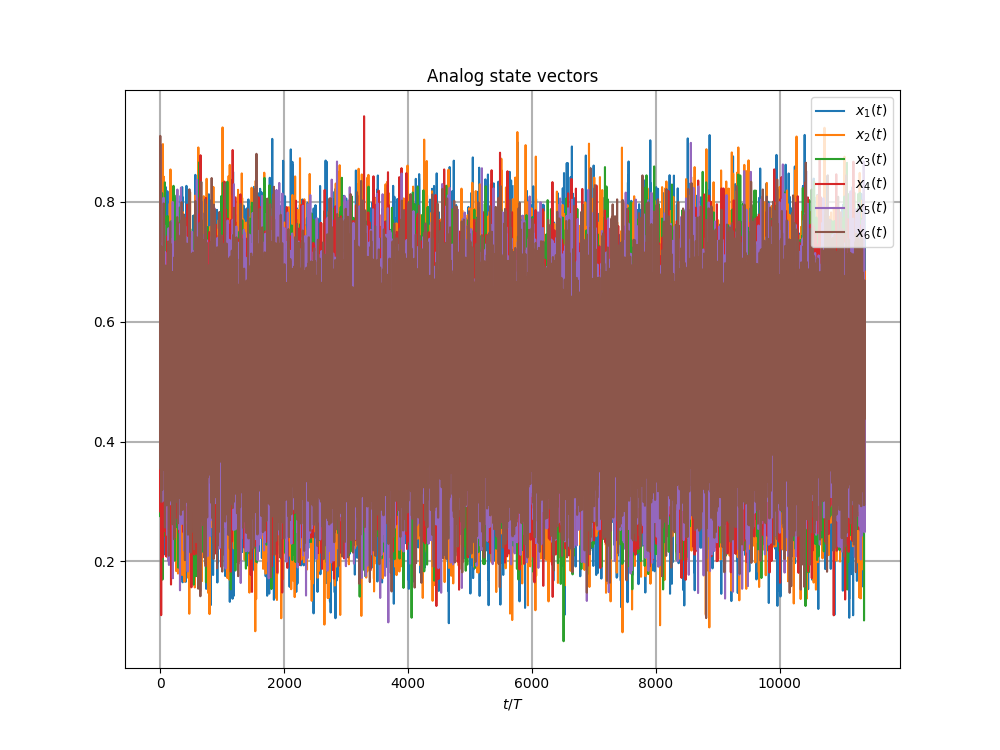 Analog state vectors
x₁(t)
x₂(t)
x₃(t)
x₄(t)
x₅(t)
x₆(t)
0.8
0.6
0.4
0.2
0 2000 4000 6000 8000 10000
t/T